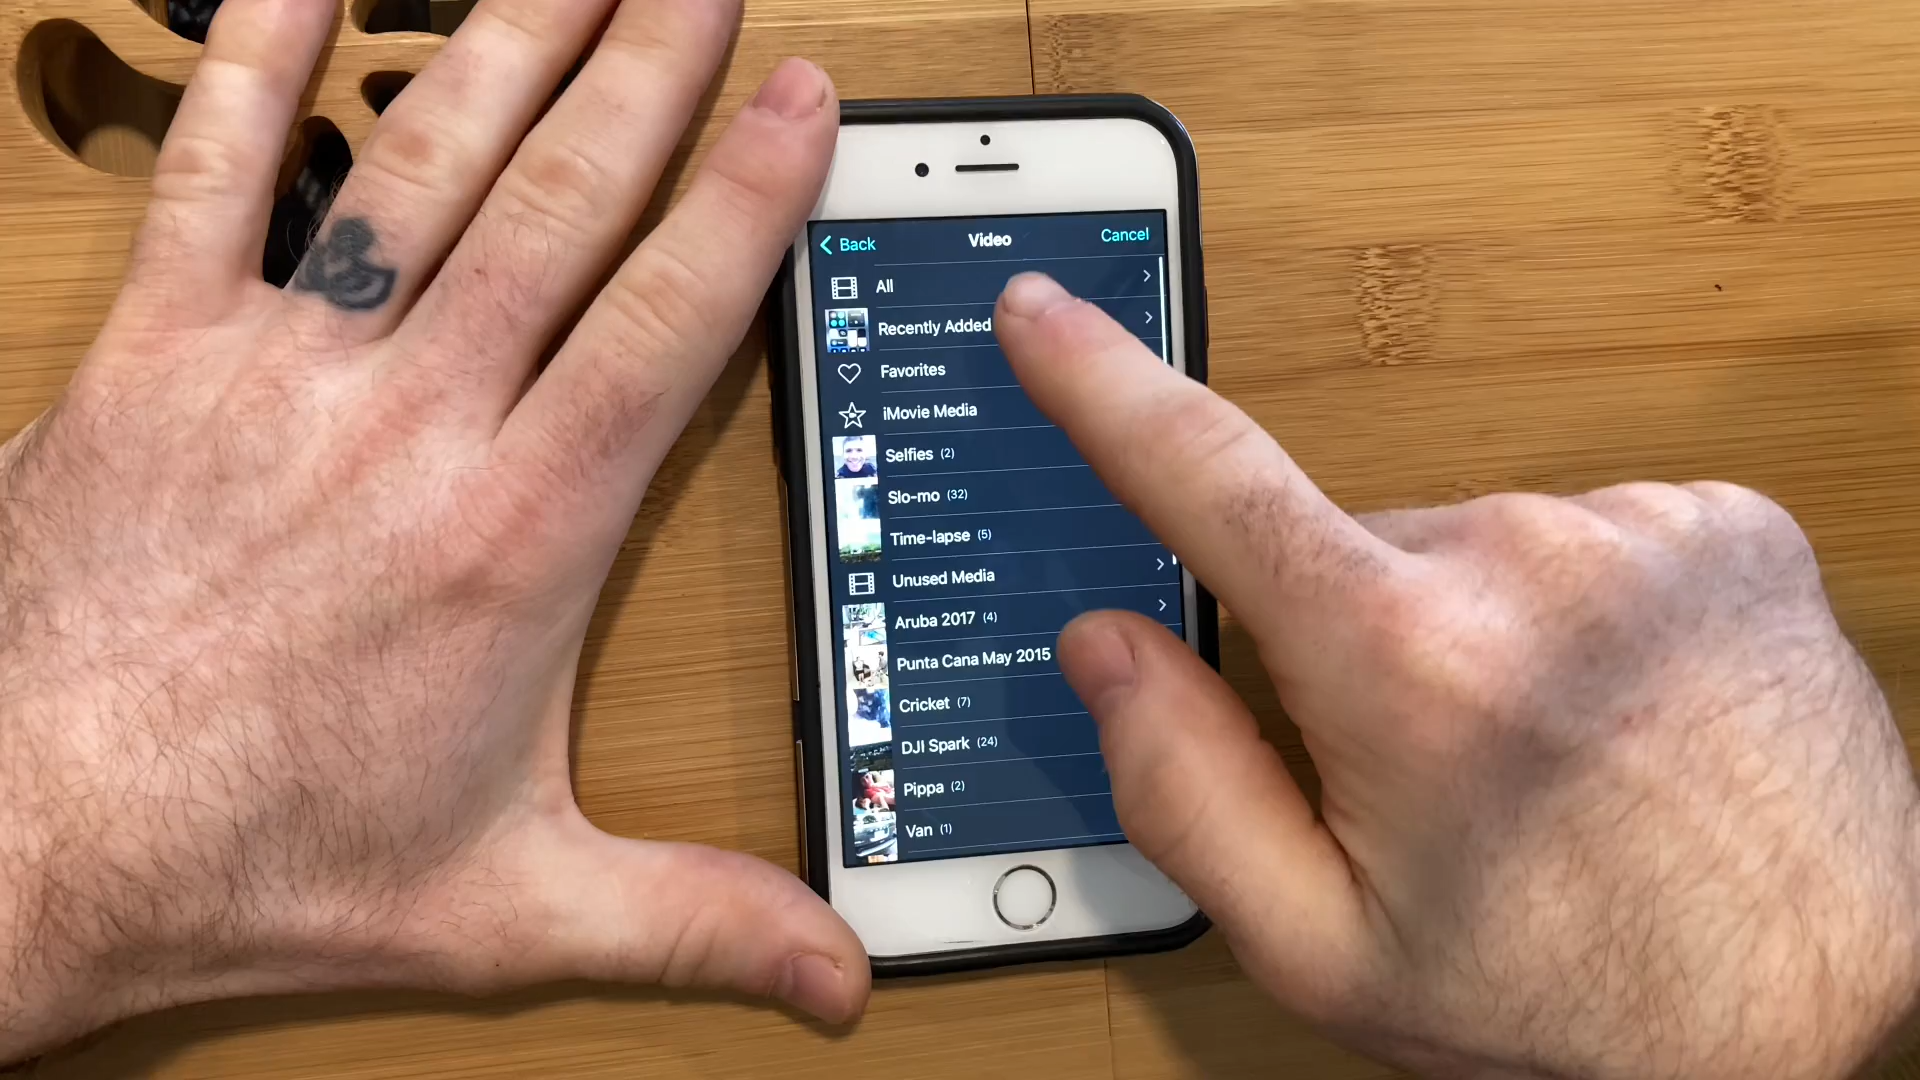 Back Video Cancel
All
Recently Added
Favorites
iMovie Media
Selfies (2)
Slo-mo (32)
Time-lapse (5)
Unused Media
Aruba 2017 (4)
Punta Cana May 2015
Cricket (7)
DJI Spark (24)
Pippa (2)
Van (1)